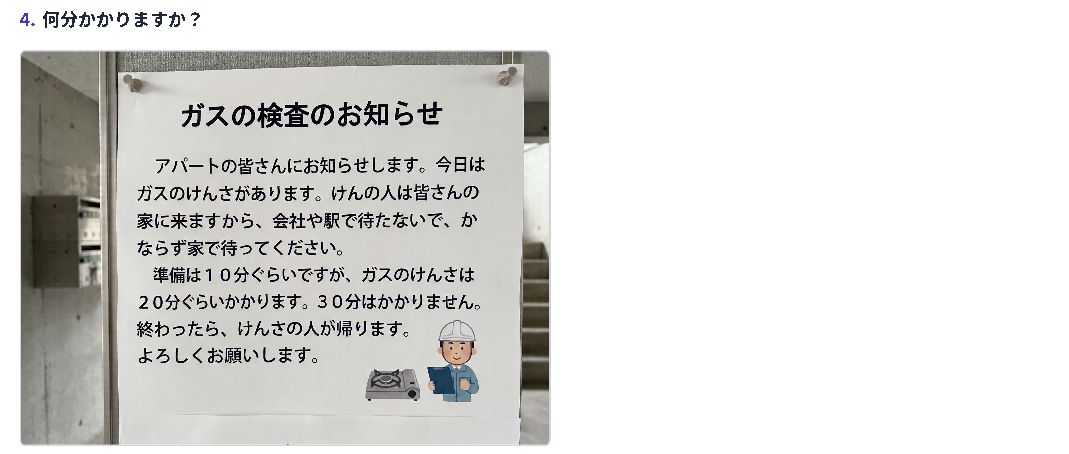 4. 何分かかりますか？
ガスの検査のお知らせ
アパートの皆さんにお知らせします。今日は
ガスのけんさがあります。けんの人は皆さんの
家に来ますから、会社や駅で待たないで、か
ならず家で待ってください。
準備は１０分ぐらいですが、ガスのけんさは
２０分ぐらいかかります。３０分はかかりません。
終わったら、けんさの人が帰ります。
よろしくお願いします。